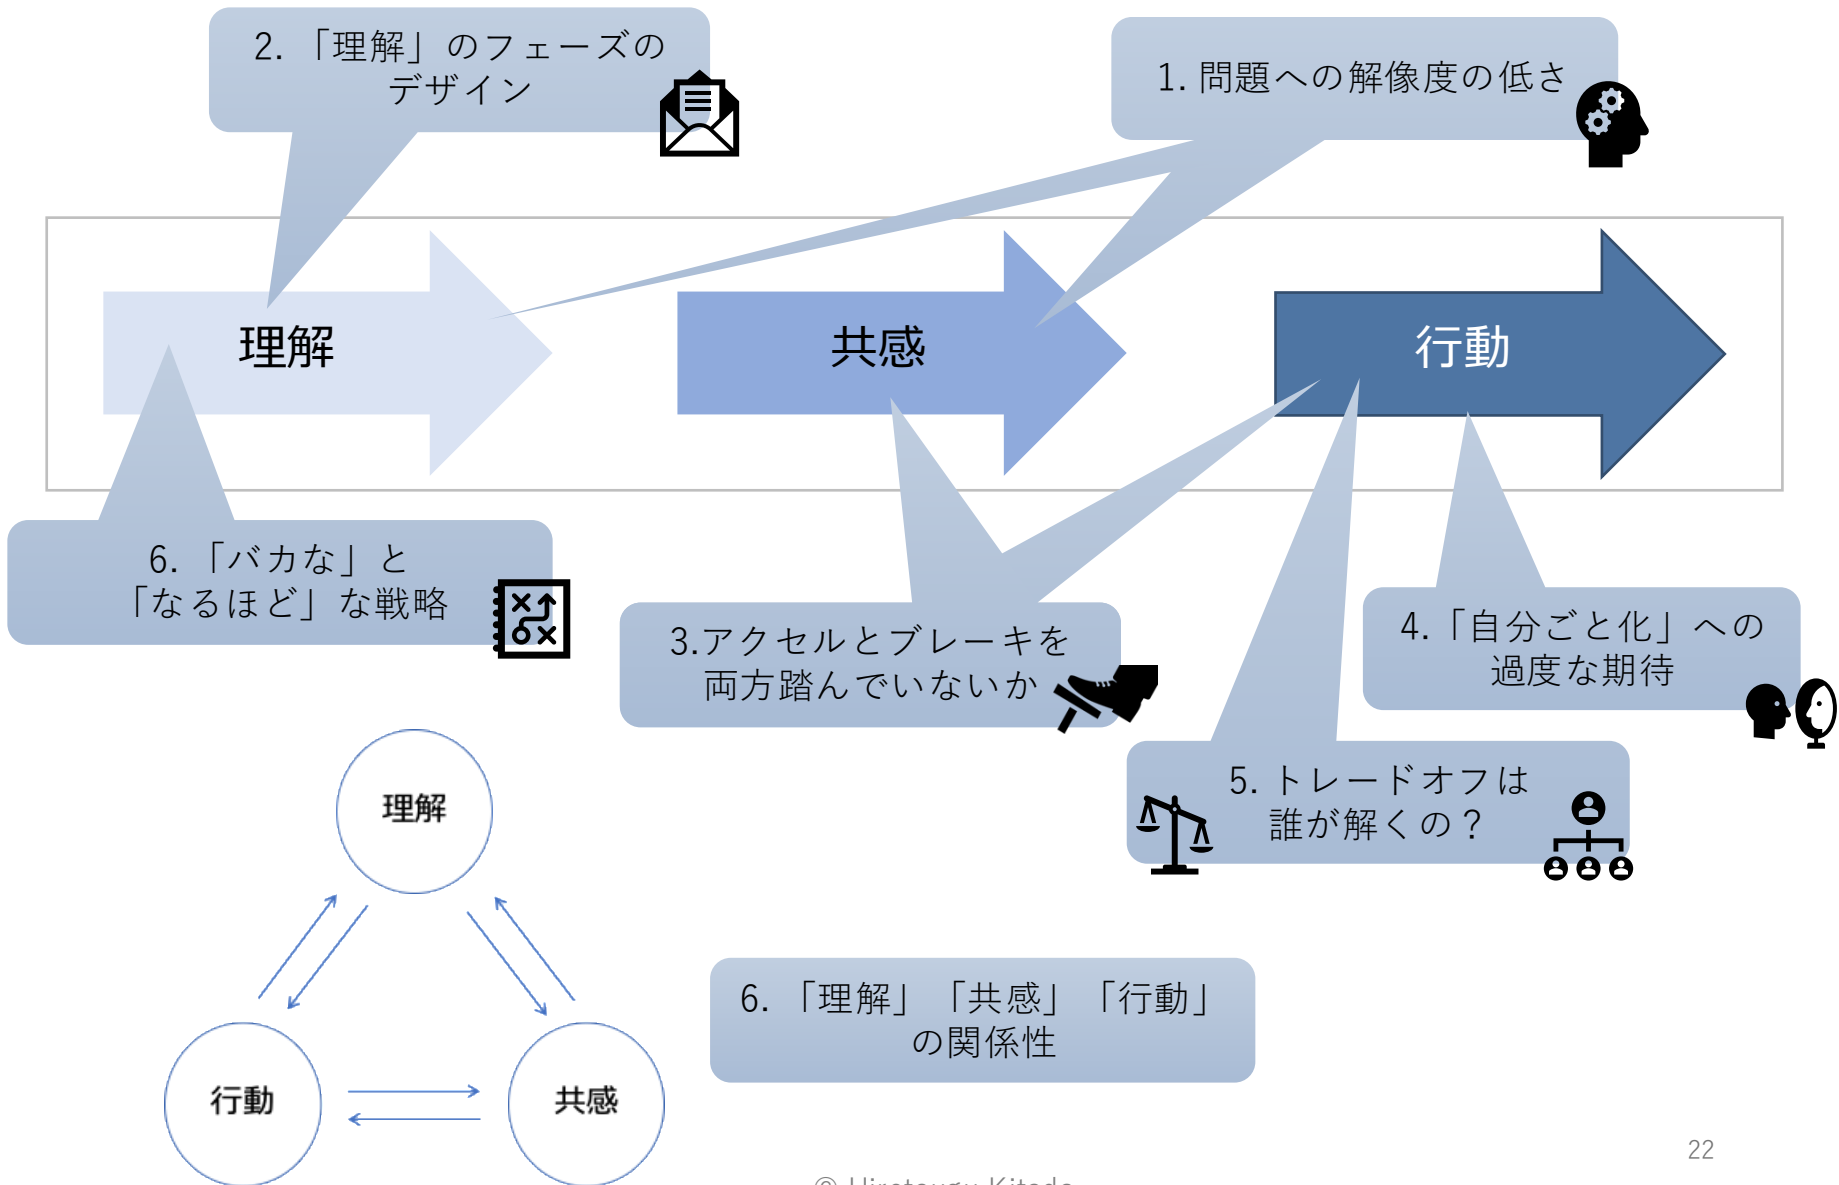 2. 「理解」のフェーズの
デザイン
1. 問題への解像度の低さ
理解
共感
行動
6. 「バカな」と
「なるほど」な戦略
3.アクセルとブレーキを
両方踏んでいないか
4.「自分ごと化」への
過度な期待
5. トレードオフは
誰が解くの？
理解
行動
共感
6. 「理解」「共感」「行動」
の関係性
22
© Hirotsugu Kitada